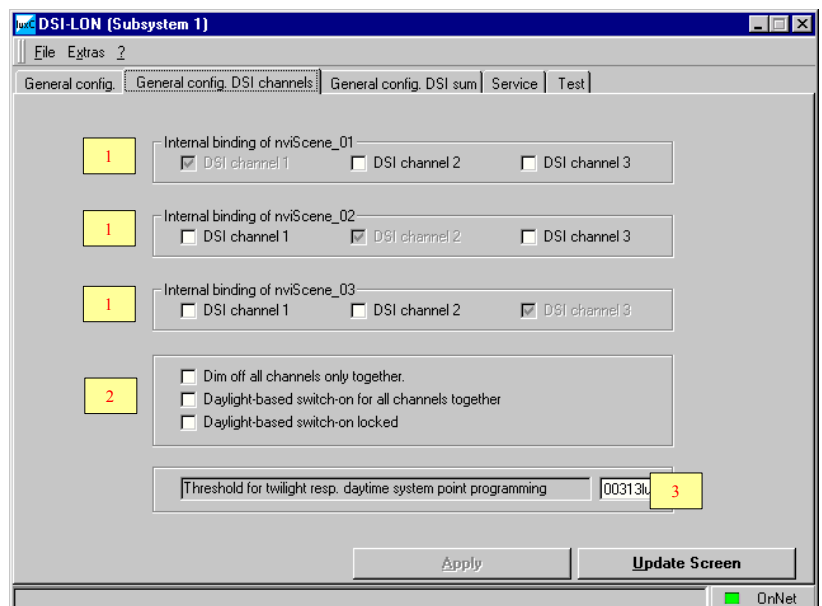 luxC DSI-LON (Subsystem 1)
File Extras ?
General config. General config. DSI channels General config. DSI sum Service Test
Internal binding of nviScene_01
1 DSI channel 1 DSI channel 2 DSI channel 3
Internal binding of nviScene_02
1 DSI channel 1 DSI channel 2 DSI channel 3
Internal binding of nviScene_03
1 DSI channel 1 DSI channel 2 DSI channel 3
Dim off all channels only together.
2 Daylight-based switch-on for all channels together
Daylight-based switch-on locked
Threshold for twilight resp. daytime system point programming 00313lu 3
Apply Update Screen
OnNet